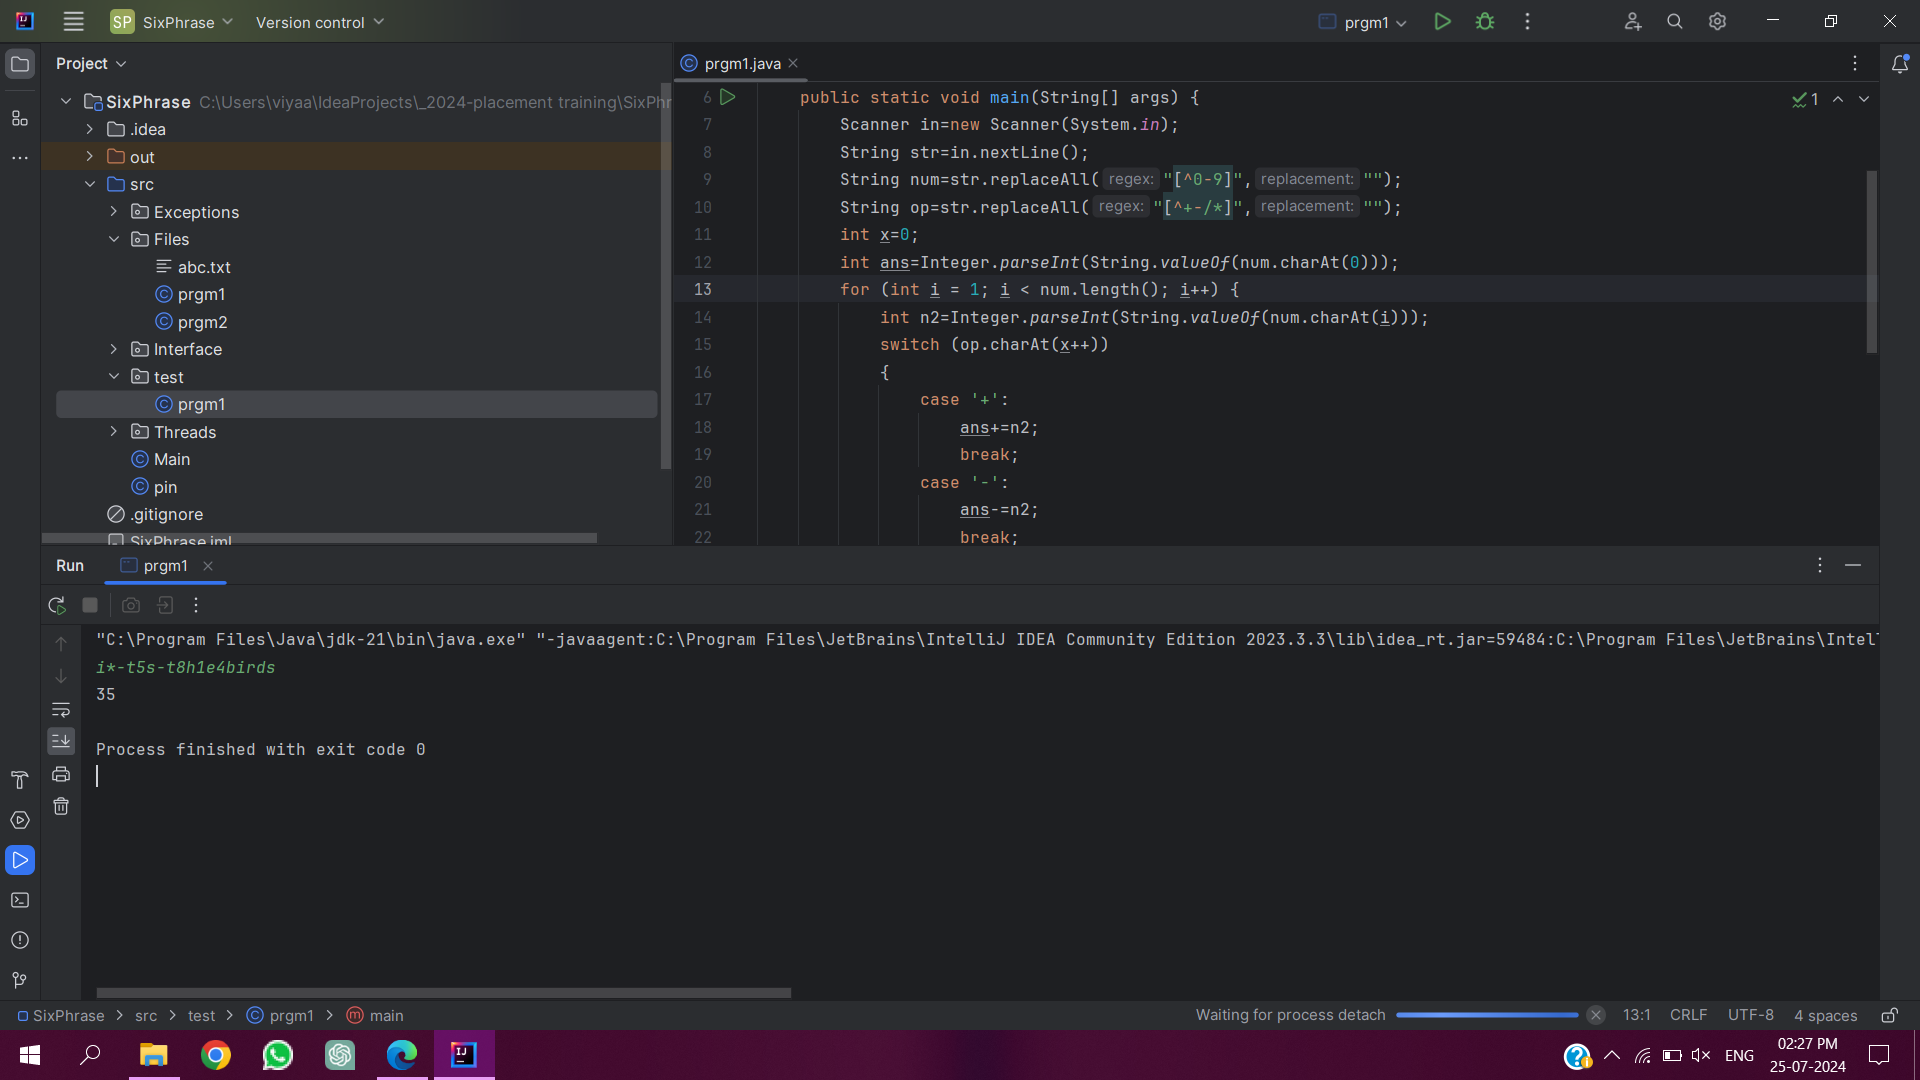 SP SixPhrase Version control prgm1
Project
prgm1.java
SixPhrase C:\Users\viyaa\IdeaProjects\_2024-placement training\SixPhr
.idea
out
src
Exceptions
Files
abc.txt
prgm1
prgm2
Interface
test
prgm1
Threads
Main
pin
.gitignore
SixPhrase.iml
1
6 public static void main(String[] args) {
7 Scanner in=new Scanner(System.in);
8 String str=in.nextLine();
9 String num=str.replaceAll( regex: "[^0-9]", replacement: "");
10 String op=str.replaceAll( regex: "[^+-/*]", replacement: "");
11 int x=0;
12 int ans=Integer.parseInt(String.valueOf(num.charAt(0)));
13 for (int i = 1; i < num.length(); i++) {
14 int n2=Integer.parseInt(String.valueOf(num.charAt(i)));
15 switch (op.charAt(x++))
16 {
17 case '+':
18 ans+=n2;
19 break;
20 case '-':
21 ans-=n2;
22 break;
Run prgm1
"C:\Program Files\Java\jdk-21\bin\java.exe" "-javaagent:C:\Program Files\JetBrains\IntelliJ IDEA Community Edition 2023.3.3\lib\idea_rt.jar=59484:C:\Program Files\JetBrains\Intel
i*-t5s-t8h1e4birds
35
Process finished with exit code 0
SixPhrase > src > test > prgm1 > main
Waiting for process detach 13:1 CRLF UTF-8 4 spaces
ENG
02:27 PM
25-07-2024